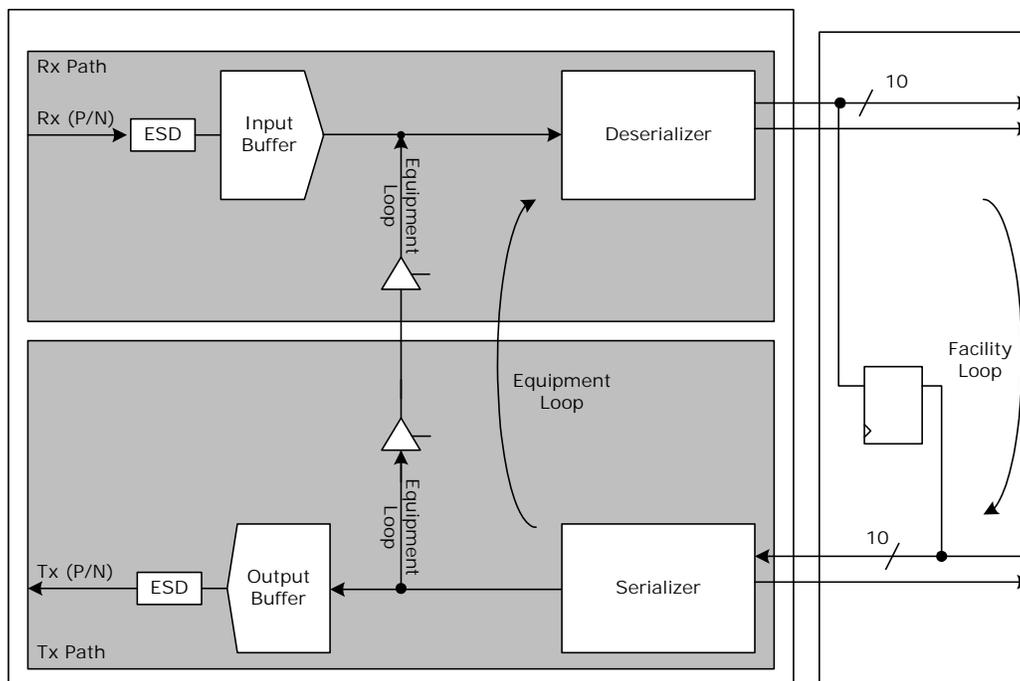 Rx Path
Rx (P/N)
ESD
Input
Buffer
Deserializer
10
Equipment
Loop
Equipment
Loop
Facility
Loop
Equipment
Loop
10
Tx (P/N)
ESD
Output
Buffer
Serializer
Tx Path